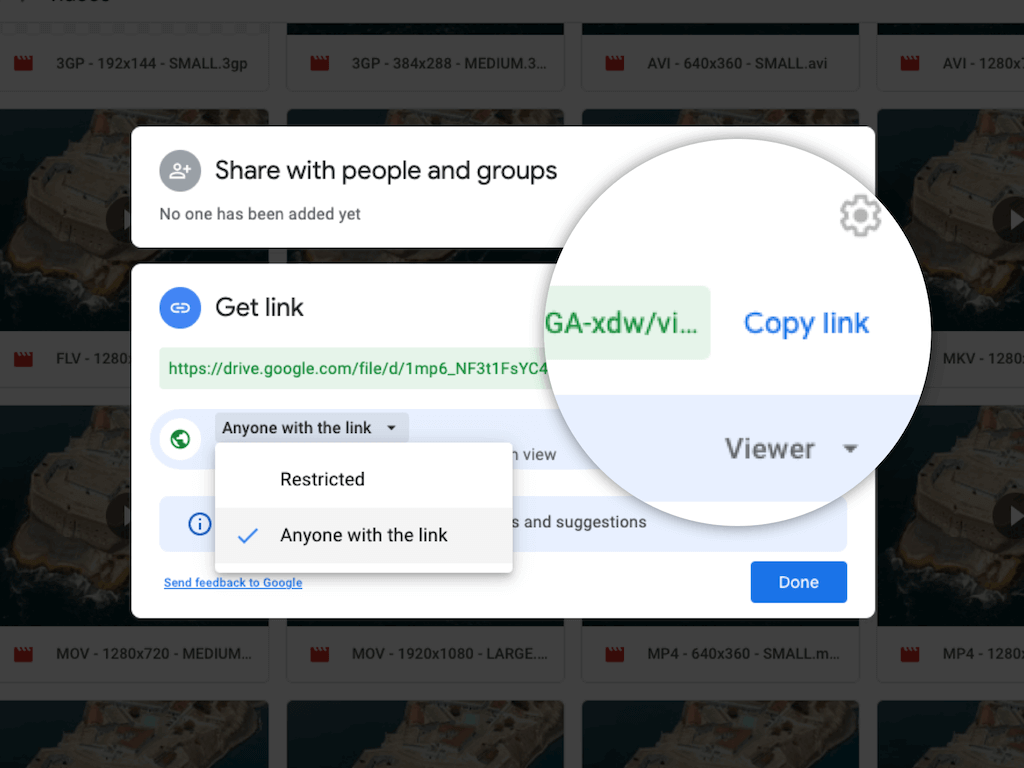 3GP - 192x144 - SMALL.3gp
3GP - 384x288 - MEDIUM.3...
AVI - 640x360 - SMALL.avi
AVI - 1280x7
Share with people and groups
No one has been added yet
Get link
https://drive.google.com/file/d/1mp6_NF3t1FsYC4
GA-xdw/vi...
Copy link
FLV - 1280
MKV - 1280
Anyone with the link
n view
Viewer
Restricted
s and suggestions
Anyone with the link
Send feedback to Google
Done
MOV - 1280x720 - MEDIUM...
MOV - 1920x1080 - LARGE....
MP4 - 640x360 - SMALL.m...
MP4 - 1280